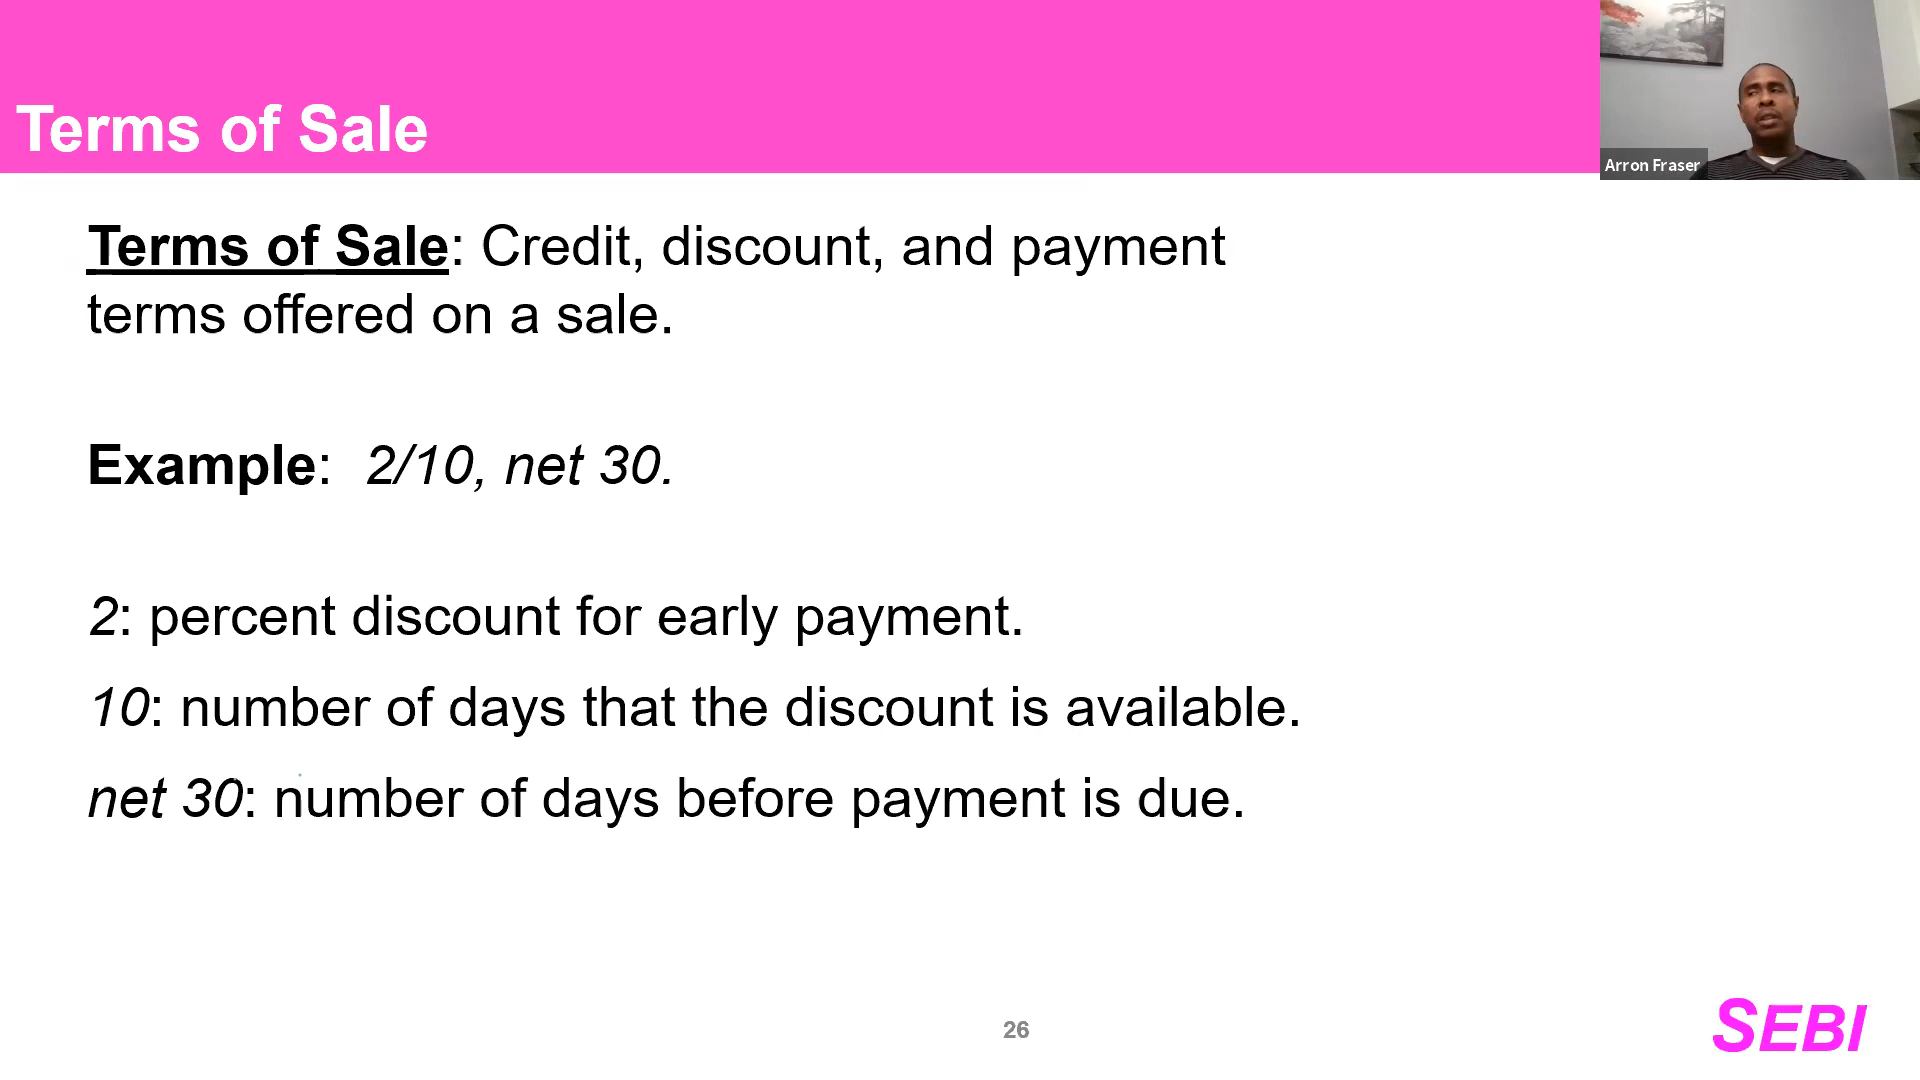 Terms of Sale
Arron Fraser
Terms of Sale: Credit, discount, and payment
terms offered on a sale.
Example: 2/10, net 30.
2: percent discount for early payment.
10: number of days that the discount is available.
net 30: number of days before payment is due.
26
SEBI